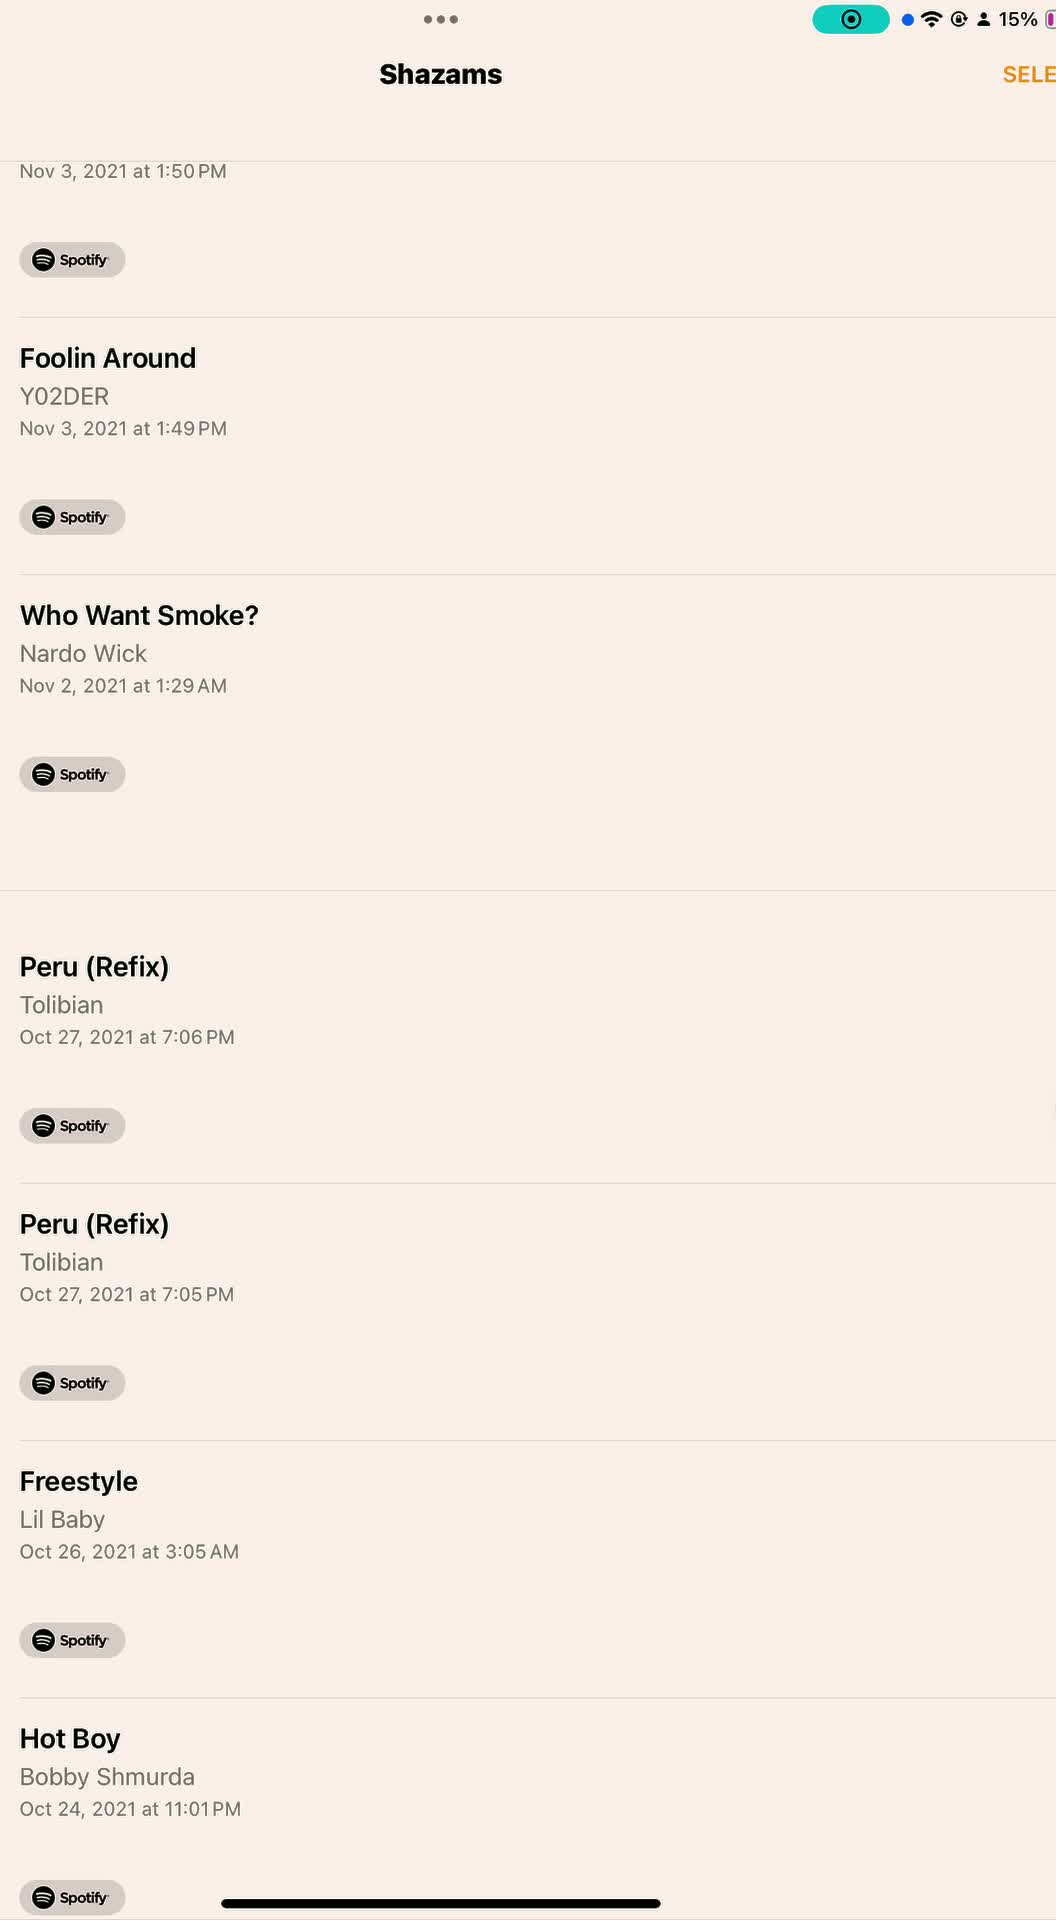 15%
Shazams
SELE
Nov 3, 2021 at 1:50 PM
Spotify
Foolin Around
Y02DER
Nov 3, 2021 at 1:49 PM
Spotify
Who Want Smoke?
Nardo Wick
Nov 2, 2021 at 1:29 AM
Spotify
Peru (Refix)
Tolibian
Oct 27, 2021 at 7:06 PM
Spotify
Peru (Refix)
Tolibian
Oct 27, 2021 at 7:05 PM
Spotify
Freestyle
Lil Baby
Oct 26, 2021 at 3:05 AM
Spotify
Hot Boy
Bobby Shmurda
Oct 24, 2021 at 11:01 PM
Spotify